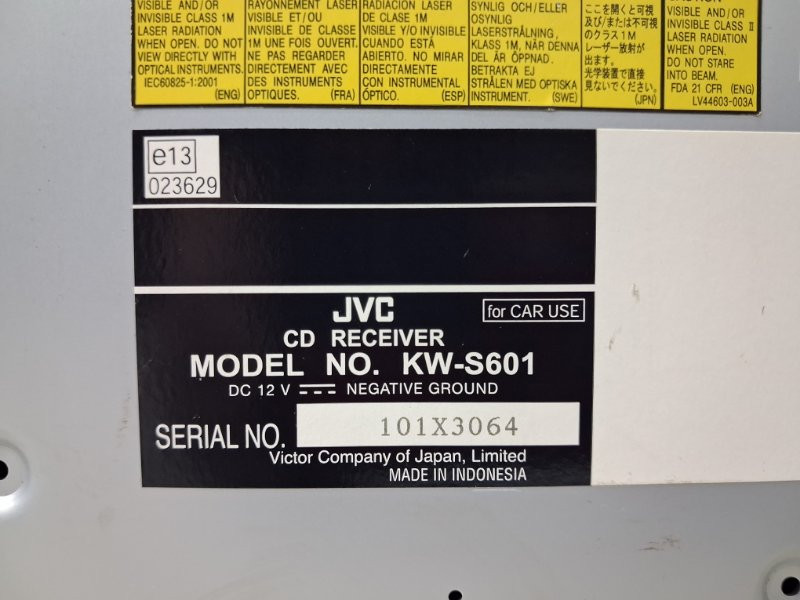 VISIBLE AND/OR
INVISIBLE CLASS 1M
LASER RADIATION
WHEN OPEN. DO NOT
VIEW DIRECTLY WITH
OPTICAL INSTRUMENTS.
IEC60825-1:2001
(ENG)
RAYONNEMENT LASER
VISIBLE ET/OU
INVISIBLE DE CLASSE
1M UNE FOIS OUVERT.
NE PAS REGARDER
DIRECTEMENT AVEC
DES INSTRUMENTS
OPTIQUES. (FRA)
RADIACIÓN LASER
DE CLASE 1M
VISIBLE Y/O INVISIBLE
CUANDO ESTÁ
ABIERTO. NO MIRAR
DIRECTAMENTE
CON INSTRUMENTAL
ÓPTICO. (ESP)
SYNLIG OCH/ELLER
OSYNLIG
LASERSTRÅLNING,
KLASS 1M, NÄR DENNA
DEL ÄR ÖPPNAD.
BETRAKTA EJ
STRÅLEN MED OPTISKA
INSTRUMENT. (SWE)
ここを開くと可視
及び/または不可視
のクラス1M
レーザー放射が
出ます。
光学装置で直接
見ないでください。
(JPN)
CAUTION
VISIBLE AND/OR
INVISIBLE CLASS II
LASER RADIATION
WHEN OPEN.
DO NOT STARE
INTO BEAM.
FDA 21 CFR (ENG)
LV44603-003A
e13
023629
JVC
for CAR USE
CD RECEIVER
MODEL NO. KW-S601
DC 12 V ⎓ NEGATIVE GROUND
SERIAL NO. 101X3064
Victor Company of Japan, Limited
MADE IN INDONESIA